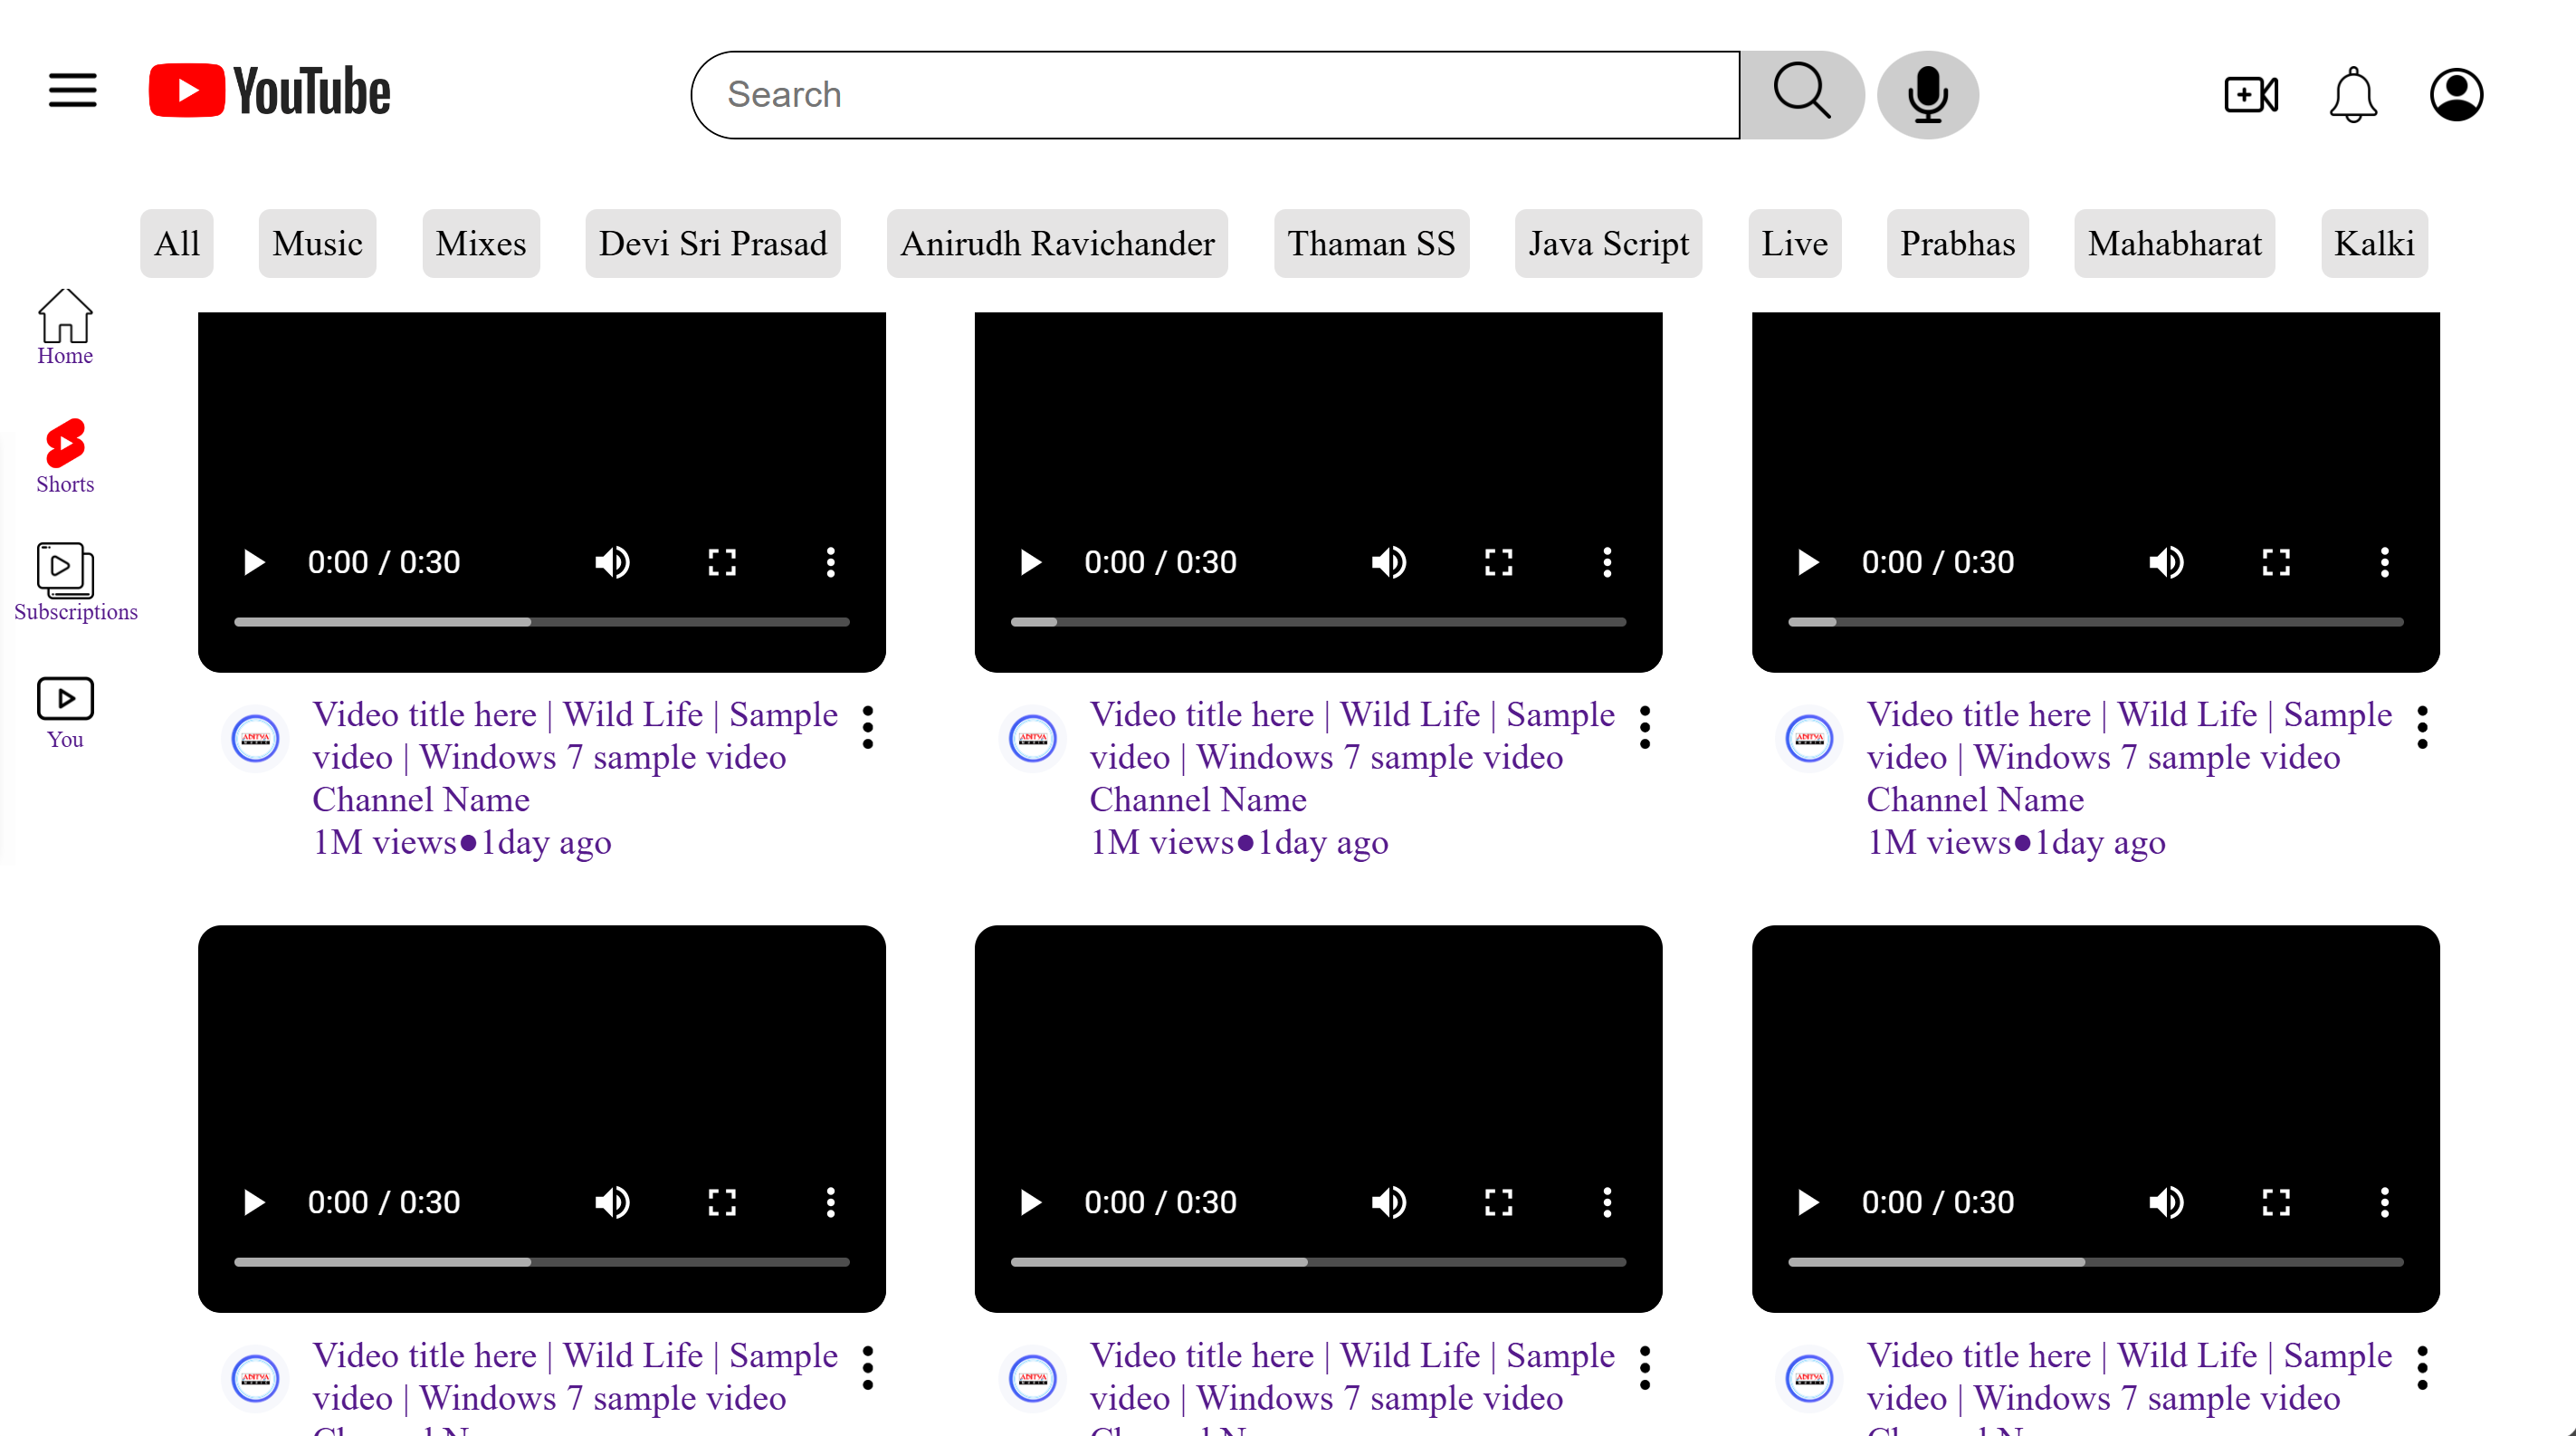 YouTube
Search
All Music Mixes Devi Sri Prasad Anirudh Ravichander Thaman SS Java Script Live Prabhas Mahabharat Kalki
Home
Shorts
Subscriptions
You
0:00 / 0:30
0:00 / 0:30
0:00 / 0:30
Video title here | Wild Life | Sample
video | Windows 7 sample video
Channel Name
1M views●1day ago
Video title here | Wild Life | Sample
video | Windows 7 sample video
Channel Name
1M views●1day ago
Video title here | Wild Life | Sample
video | Windows 7 sample video
Channel Name
1M views●1day ago
0:00 / 0:30
0:00 / 0:30
0:00 / 0:30
Video title here | Wild Life | Sample
video | Windows 7 sample video
Video title here | Wild Life | Sample
video | Windows 7 sample video
Video title here | Wild Life | Sample
video | Windows 7 sample video